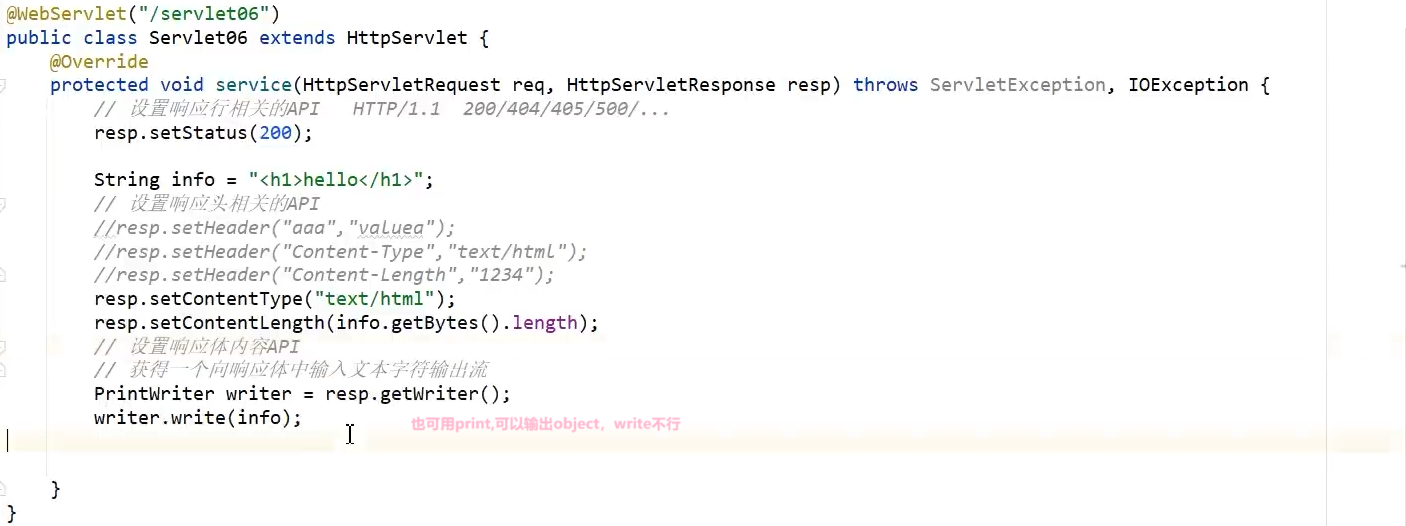 @WebServlet("/servlet06")
public class Servlet06 extends HttpServlet {
@Override
protected void service(HttpServletRequest req, HttpServletResponse resp) throws ServletException, IOException {
// 设置响应行相关的API   HTTP/1.1  200/404/405/500/...
resp.setStatus(200);
String info = "<h1>hello</h1>";
// 设置响应头相关的API
//resp.setHeader("aaa","valuea");
//resp.setHeader("Content-Type","text/html");
//resp.setHeader("Content-Length","1234");
resp.setContentType("text/html");
resp.setContentLength(info.getBytes().length);
// 设置响应体内容API
// 获得一个向响应体中输入文本字符输出流
PrintWriter writer = resp.getWriter();
writer.write(info); 也可用print,可以输出object，write不行
}
}